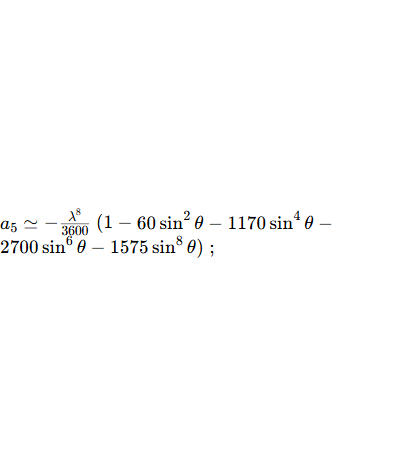 a₅ ≃ −λ⁸/3600 (1 − 60 sin² θ − 1170 sin⁴ θ −
2700 sin⁶ θ − 1575 sin⁸ θ) ;